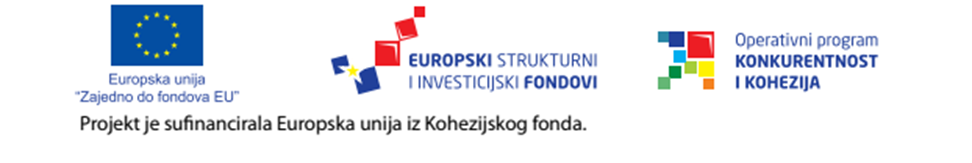 Europska unija
"Zajedno do fondova EU"
EUROPSKI STRUKTURNI
I INVESTICIJSKI FONDOVI
Operativni program
KONKURENTNOST
I KOHEZIJA
Projekt je sufinancirala Europska unija iz Kohezijskog fonda.